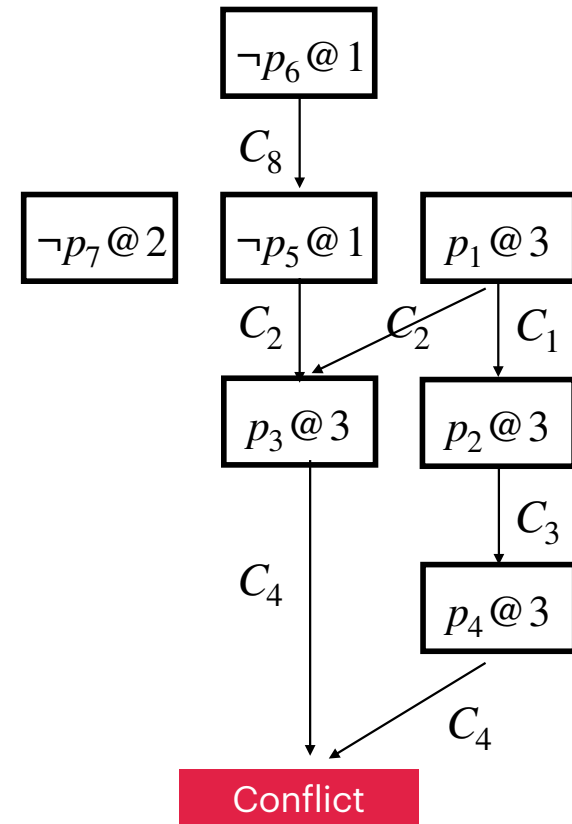 ¬p₆@1
C₈
¬p₇@2 ¬p₅@1 p₁@3
C₂ C₂ C₁
p₃@3 p₂@3
C₃
C₄
p₄@3
C₄
Conflict